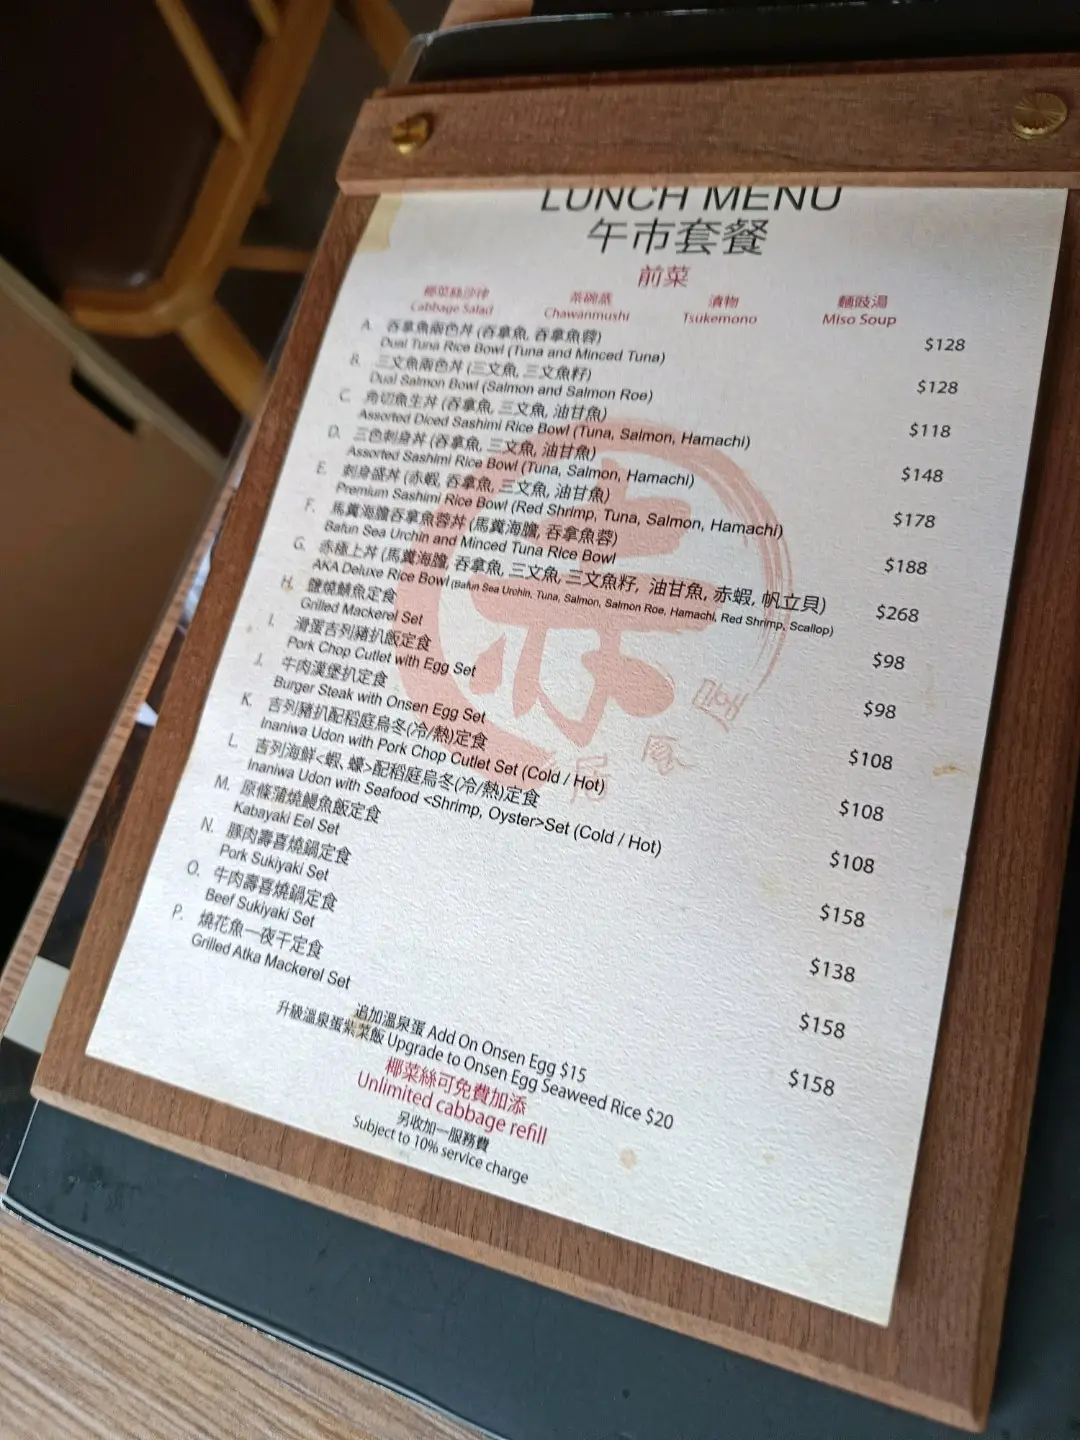 LUNCH MENU
午市套餐
前菜
椰菜絲沙律 茶碗蒸 漬物 麵豉湯
Cabbage Salad Chawanmushi Tsukemono Miso Soup
A. 吞拿魚兩色丼 (吞拿魚, 吞拿魚蓉) $128
Dual Tuna Rice Bowl (Tuna and Minced Tuna)
B. 三文魚兩色丼 (三文魚, 三文魚籽) $128
Dual Salmon Bowl (Salmon and Salmon Roe)
C. 角切魚生丼 (吞拿魚, 三文魚, 油甘魚) $118
Assorted Diced Sashimi Rice Bowl (Tuna, Salmon, Hamachi)
D. 三色刺身丼 (吞拿魚, 三文魚, 油甘魚) $148
Assorted Sashimi Rice Bowl (Tuna, Salmon, Hamachi)
E. 刺身盛丼 (赤蝦, 吞拿魚, 三文魚, 油甘魚) $178
Premium Sashimi Rice Bowl (Red Shrimp, Tuna, Salmon, Hamachi)
F. 馬糞海膽吞拿魚蓉丼 (馬糞海膽, 吞拿魚蓉) $188
Bafun Sea Urchin and Minced Tuna Rice Bowl
G. 赤極上丼 (馬糞海膽, 吞拿魚, 三文魚, 三文魚籽, 油甘魚, 赤蝦, 帆立貝) $268
AKA Deluxe Rice Bowl (Bafun Sea Urchin, Tuna, Salmon, Salmon Roe, Hamachi, Red Shrimp, Scallop)
H. 鹽燒鯖魚定食 $98
Grilled Mackerel Set
I. 滑蛋吉列豬扒飯定食 $98
Pork Chop Cutlet with Egg Set
J. 牛肉漢堡扒定食 $108
Burger Steak with Onsen Egg Set
K. 吉列豬扒配稻庭烏冬(冷/熱)定食 $108
Inaniwa Udon with Pork Chop Cutlet Set (Cold / Hot)
L. 吉列海鮮<蝦, 蠔>配稻庭烏冬(冷/熱)定食 $108
Inaniwa Udon with Seafood <Shrimp, Oyster>Set (Cold / Hot)
M. 原條蒲燒鰻魚飯定食 $158
Kabayaki Eel Set
N. 豚肉壽喜燒鍋定食 $138
Pork Sukiyaki Set
O. 牛肉壽喜燒鍋定食 $158
Beef Sukiyaki Set
P. 燒花魚一夜干定食 $158
Grilled Atka Mackerel Set
追加溫泉蛋 Add On Onsen Egg $15
升級溫泉蛋紫菜飯 Upgrade to Onsen Egg Seaweed Rice $20
椰菜絲可免費加添
Unlimited cabbage refill
另收加一服務費
Subject to 10% service charge